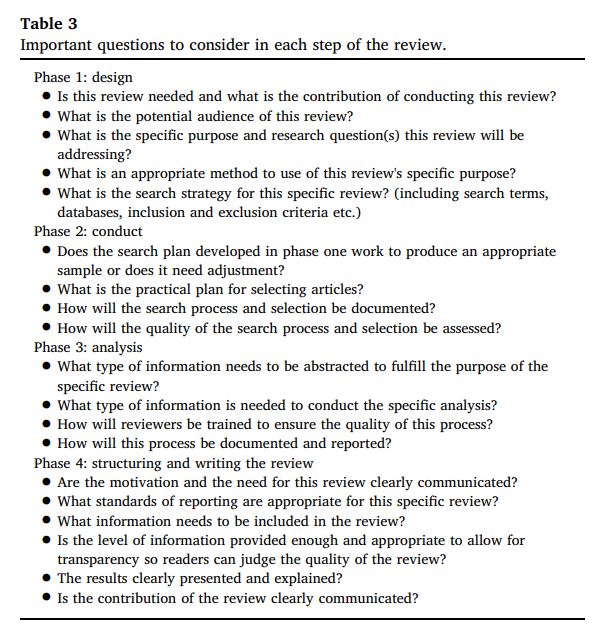 Table 3
Important questions to consider in each step of the review.
Phase 1: design
● Is this review needed and what is the contribution of conducting this review?
● What is the potential audience of this review?
● What is the specific purpose and research question(s) this review will be
addressing?
● What is an appropriate method to use of this review's specific purpose?
● What is the search strategy for this specific review? (including search terms,
databases, inclusion and exclusion criteria etc.)
Phase 2: conduct
● Does the search plan developed in phase one work to produce an appropriate
sample or does it need adjustment?
● What is the practical plan for selecting articles?
● How will the search process and selection be documented?
● How will the quality of the search process and selection be assessed?
Phase 3: analysis
● What type of information needs to be abstracted to fulfill the purpose of the
specific review?
● What type of information is needed to conduct the specific analysis?
● How will reviewers be trained to ensure the quality of this process?
● How will this process be documented and reported?
Phase 4: structuring and writing the review
● Are the motivation and the need for this review clearly communicated?
● What standards of reporting are appropriate for this specific review?
● What information needs to be included in the review?
● Is the level of information provided enough and appropriate to allow for
transparency so readers can judge the quality of the review?
● The results clearly presented and explained?
● Is the contribution of the review clearly communicated?